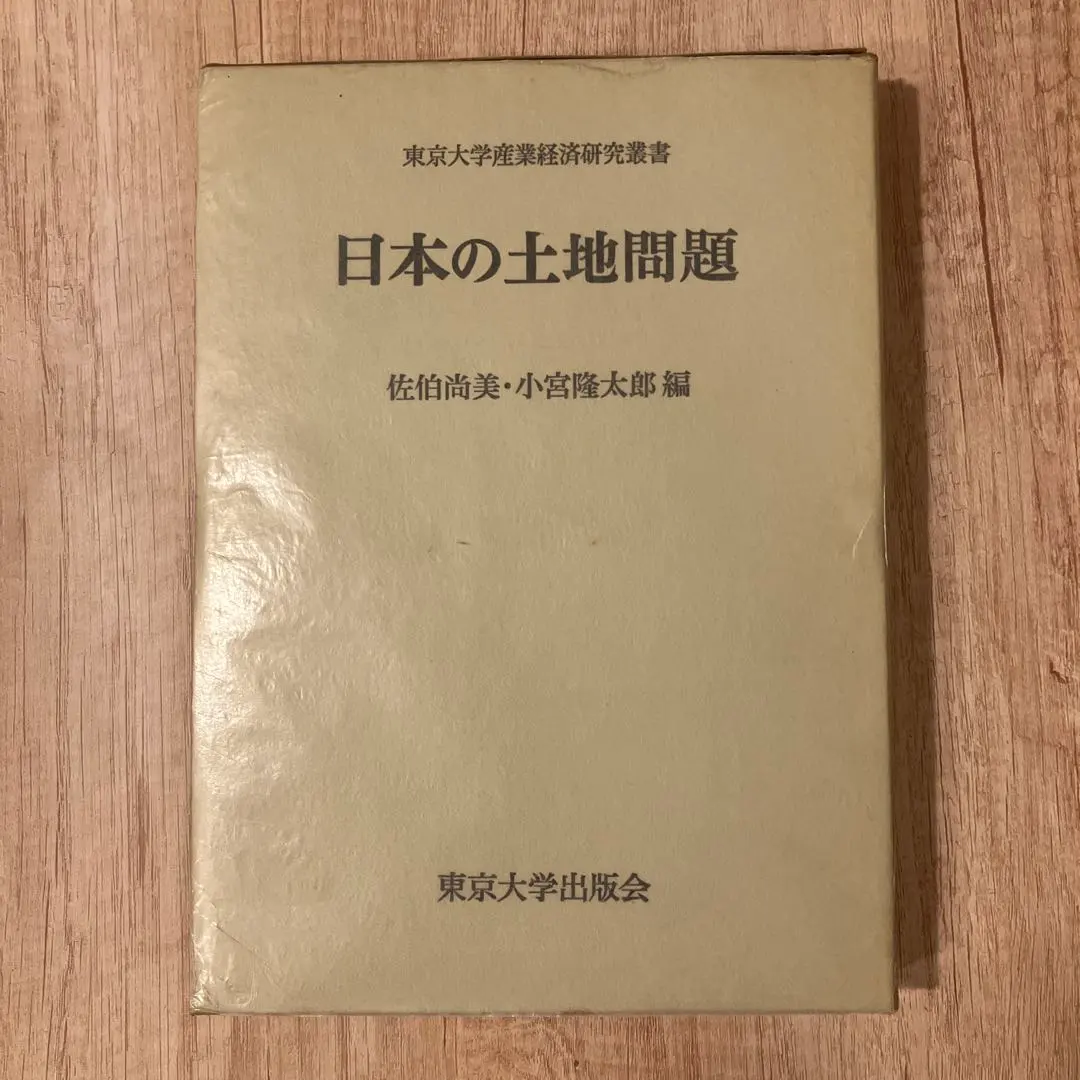 東京大学産業経済研究叢書
日本の土地問題
佐伯尚美・小宮隆太郎 編
東京大学出版会